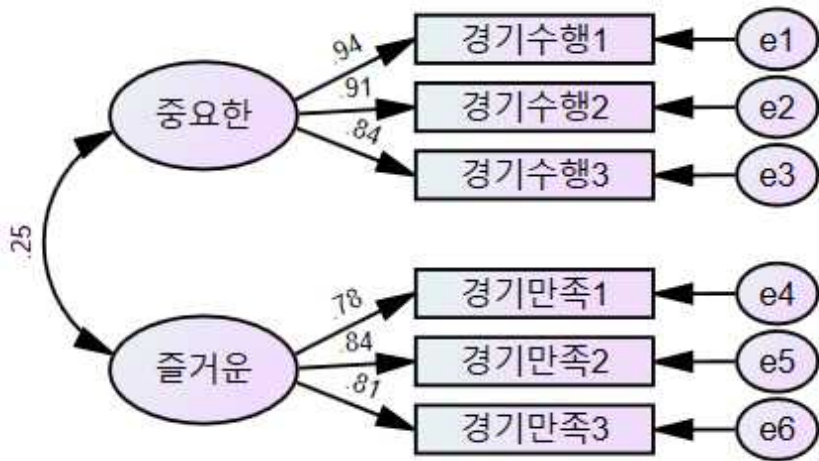 .94
경기수행1
e1
중요한
.91
경기수행2
e2
.84
경기수행3
e3
.25
.78
경기만족1
e4
즐거운
.84
경기만족2
e5
.81
경기만족3
e6